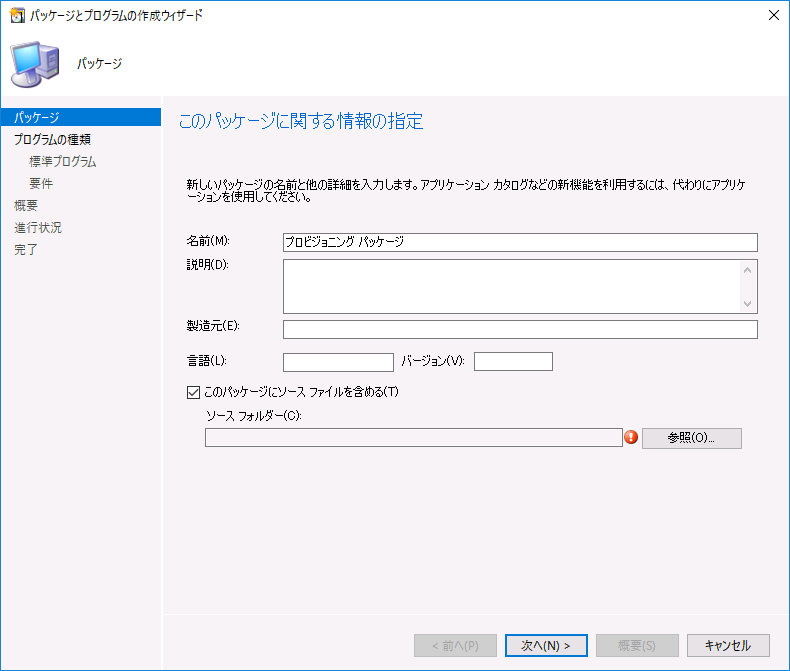 パッケージとプログラムの作成ウィザード
パッケージ
パッケージ
プログラムの種類
標準プログラム
要件
概要
進行状況
完了
このパッケージに関する情報の指定
新しいパッケージの名前と他の詳細を入力します。アプリケーション カタログなどの新機能を利用するには、代わりにアプリケ
ーションを使用してください。
名前(M):
プロビジョニング パッケージ
説明(D):
製造元(E):
言語(L):
バージョン(V):
このパッケージにソース ファイルを含める(T)
ソース フォルダー(C):
参照(O)...
< 前へ(P)
次へ(N) >
概要(S)
キャンセル